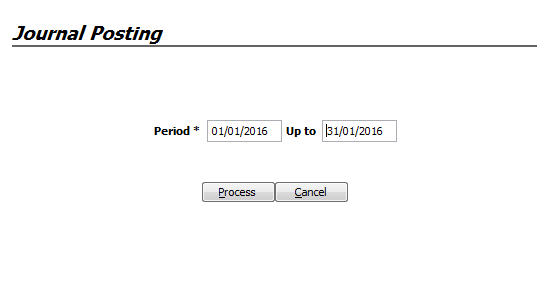 Journal Posting
Period * 01/01/2016 Up to 31/01/2016
Process Cancel